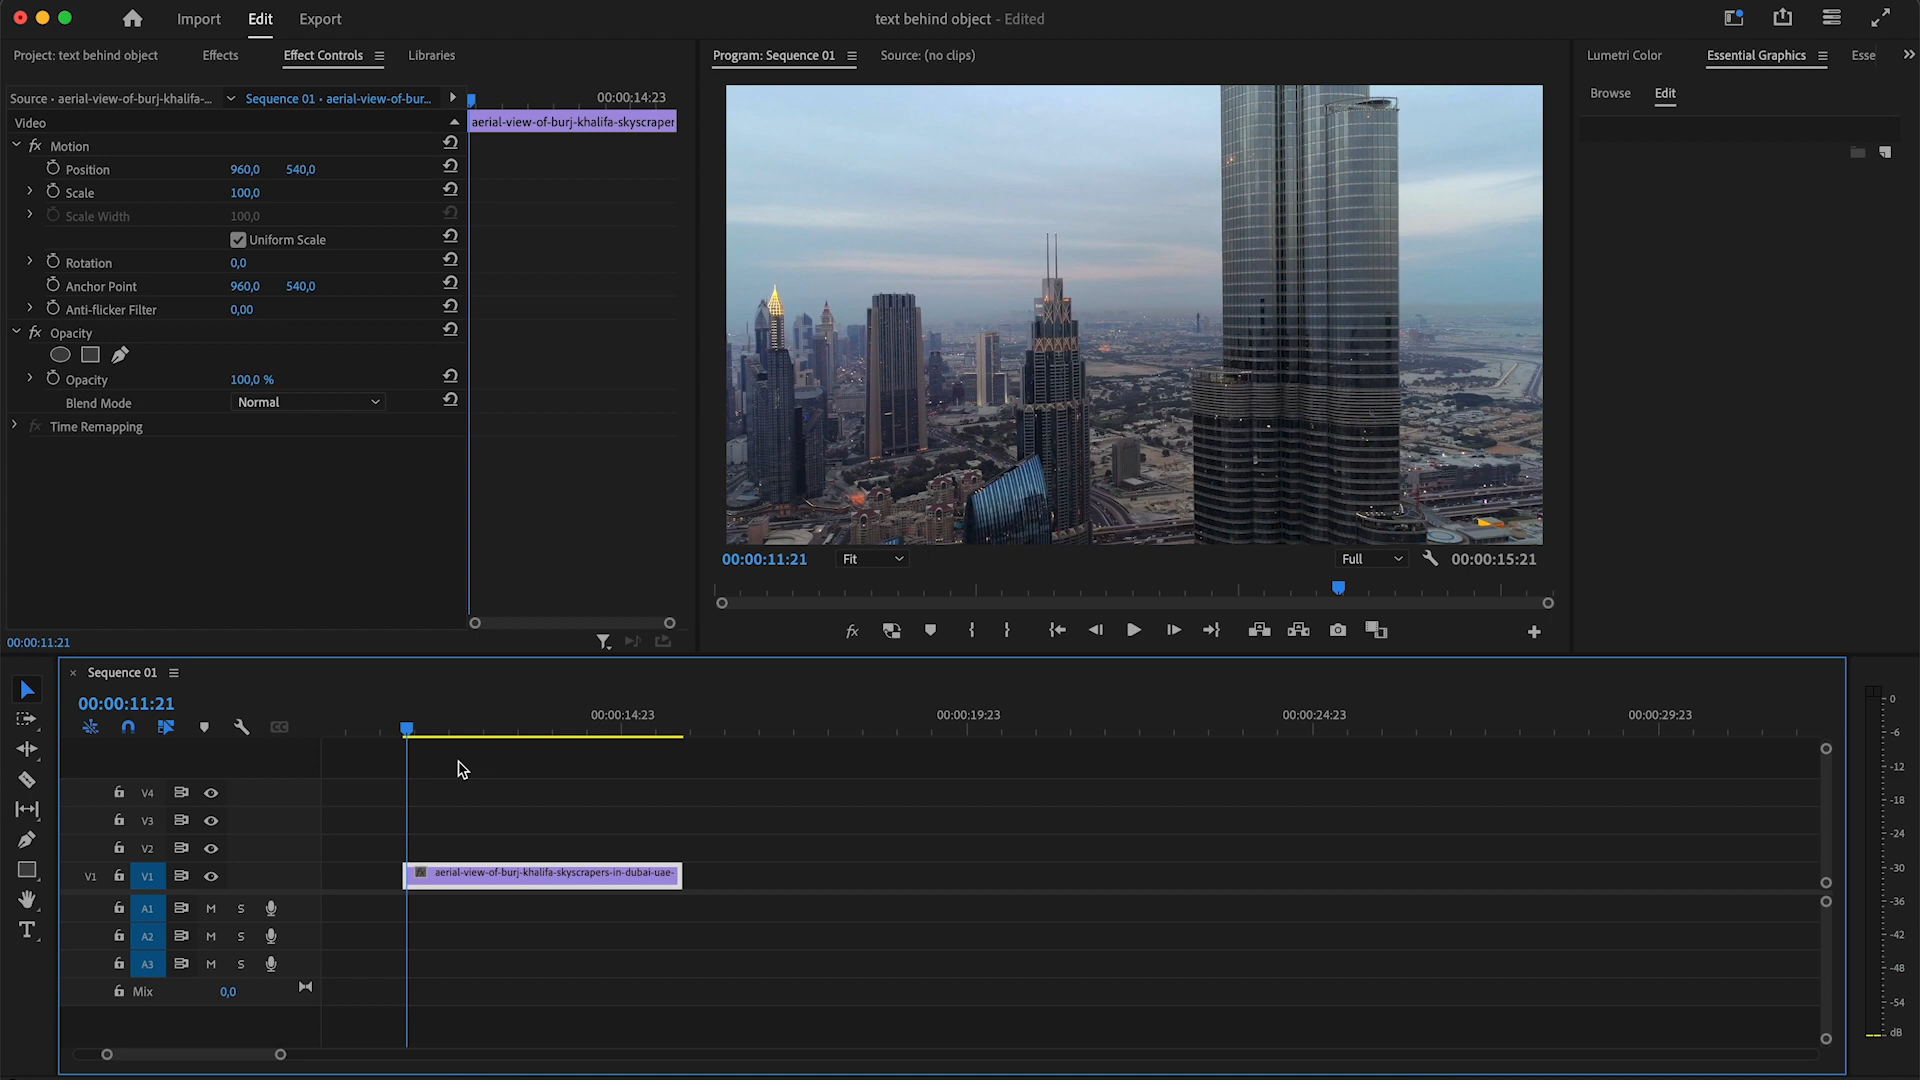 Import Edit Export text behind object - Edited
Project: text behind object Effects Effect Controls Libraries
Program: Sequence 01 Source: (no clips)
Lumetri Color Essential Graphics Esse
Browse Edit
Source • aerial-view-of-burj-khalifa-... Sequence 01 • aerial-view-of-bur... 00:00:14:23
Video aerial-view-of-burj-khalifa-skyscraper
fx Motion
Position 960,0 540,0
Scale 100,0
Scale Width 100,0
Uniform Scale
Rotation 0,0
Anchor Point 960,0 540,0
Anti-flicker Filter 0,00
fx Opacity
Opacity 100,0 %
Blend Mode Normal
fx Time Remapping
00:00:11:21
00:00:11:21 Fit Full 00:00:15:21
fx
Sequence 01
00:00:11:21
CC
00:00:14:23 00:00:19:23 00:00:24:23 00:00:29:23
V4
V3
V2
V1 V1 fx aerial-view-of-burj-khalifa-skyscrapers-in-dubai-uae-
A1 M S
A2 M S
A3 M S
Mix 0,0
T
0
-6
-12
-18
-24
-30
-36
-42
-48
-54
dB